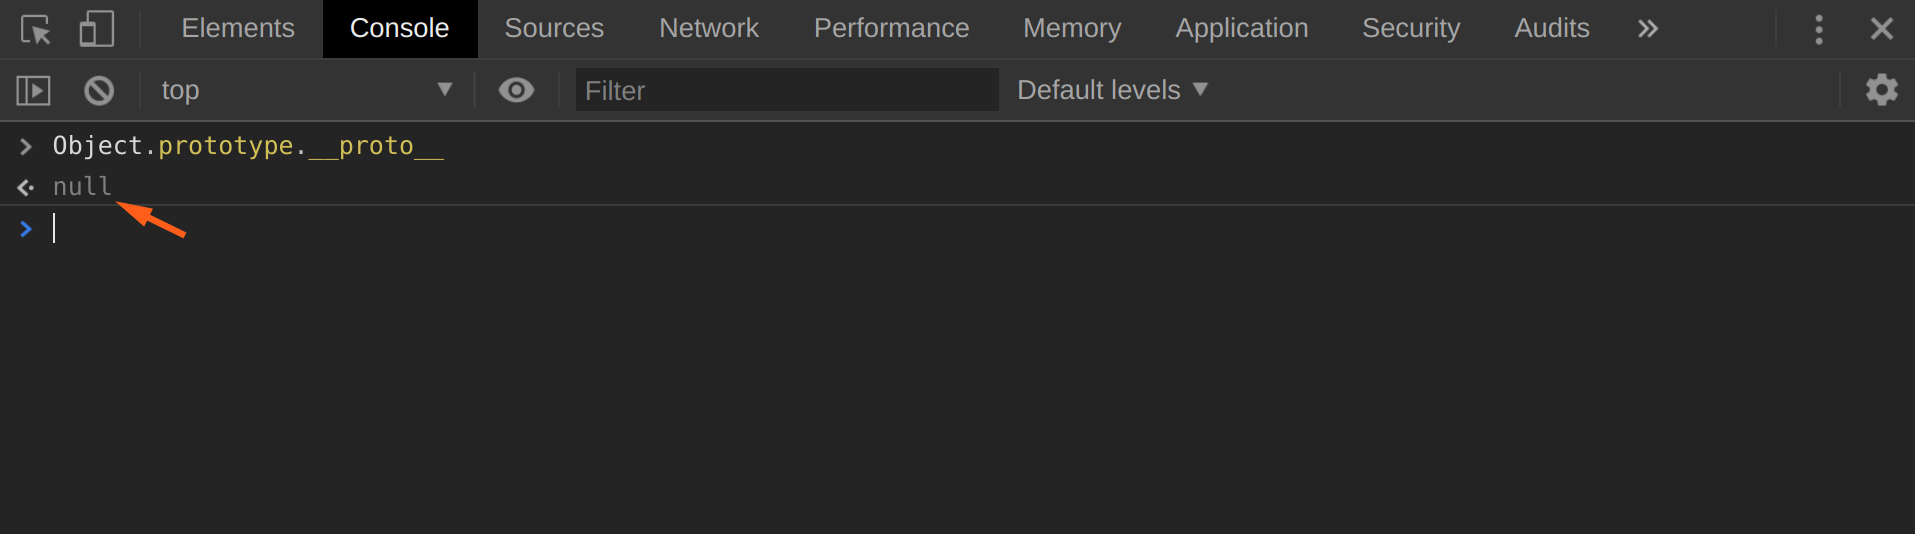 Elements Console Sources Network Performance Memory Application Security Audits
top Filter Default levels
Object.prototype.__proto__
null